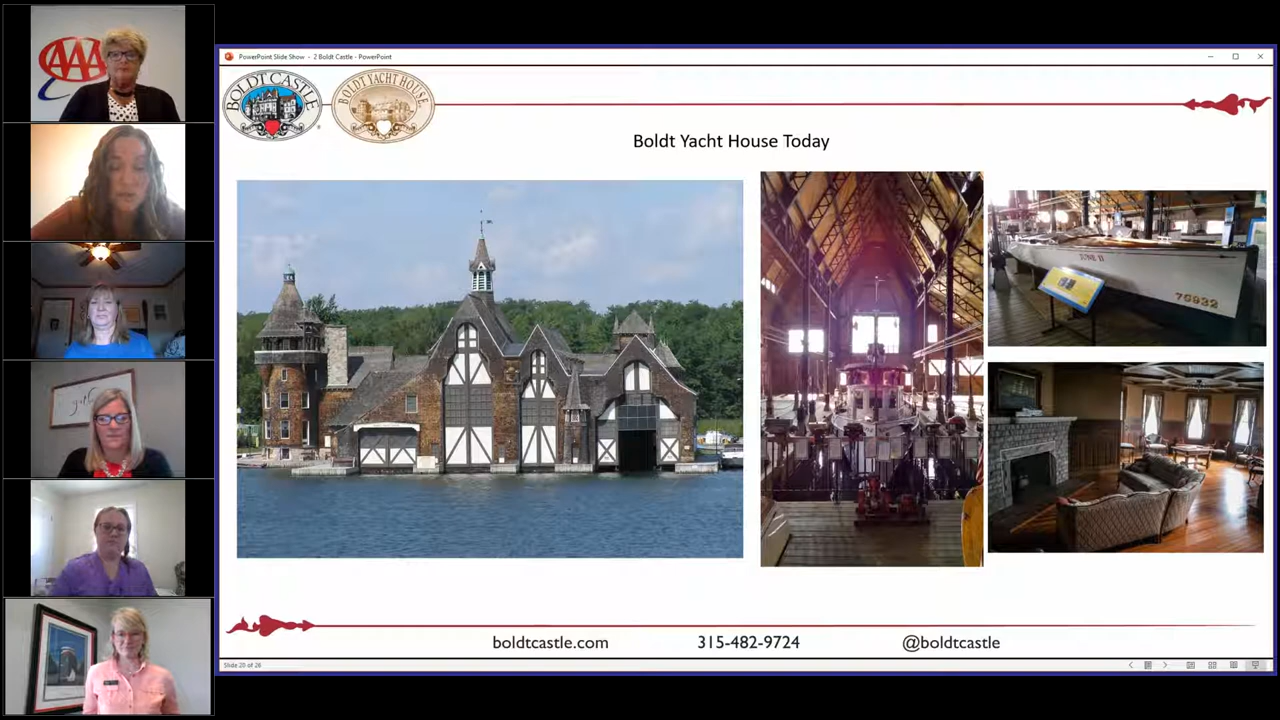 AAA
PowerPoint Slide Show - 2 Boldt Castle - PowerPoint
BOLDT CASTLE
BOLDT YACHT HOUSE
Boldt Yacht House Today
75932
boldtcastle.com 315-482-9724 @boldtcastle
Slide 20 of 26